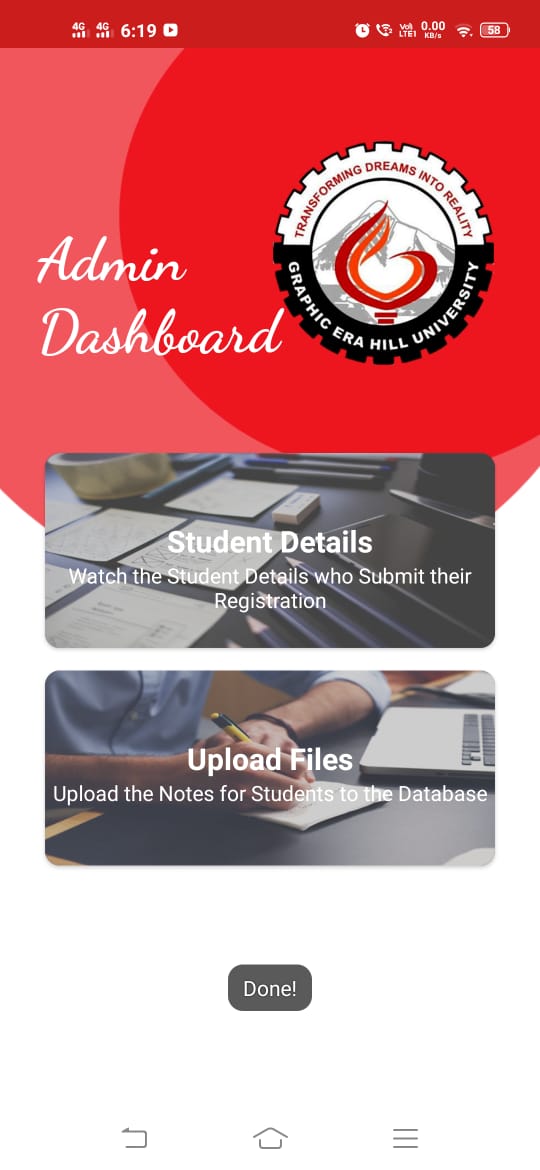 4G 4G 6:19 2 Vo) LTE1 0.00 KB/s 58
TRANSFORMING DREAMS INTO REALITY
GRAPHIC ERA HILL UNIVERSITY
Admin
Dashboard
Student Details
Watch the Student Details who Submit their
Registration
Upload Files
Upload the Notes for Students to the Database
Done!